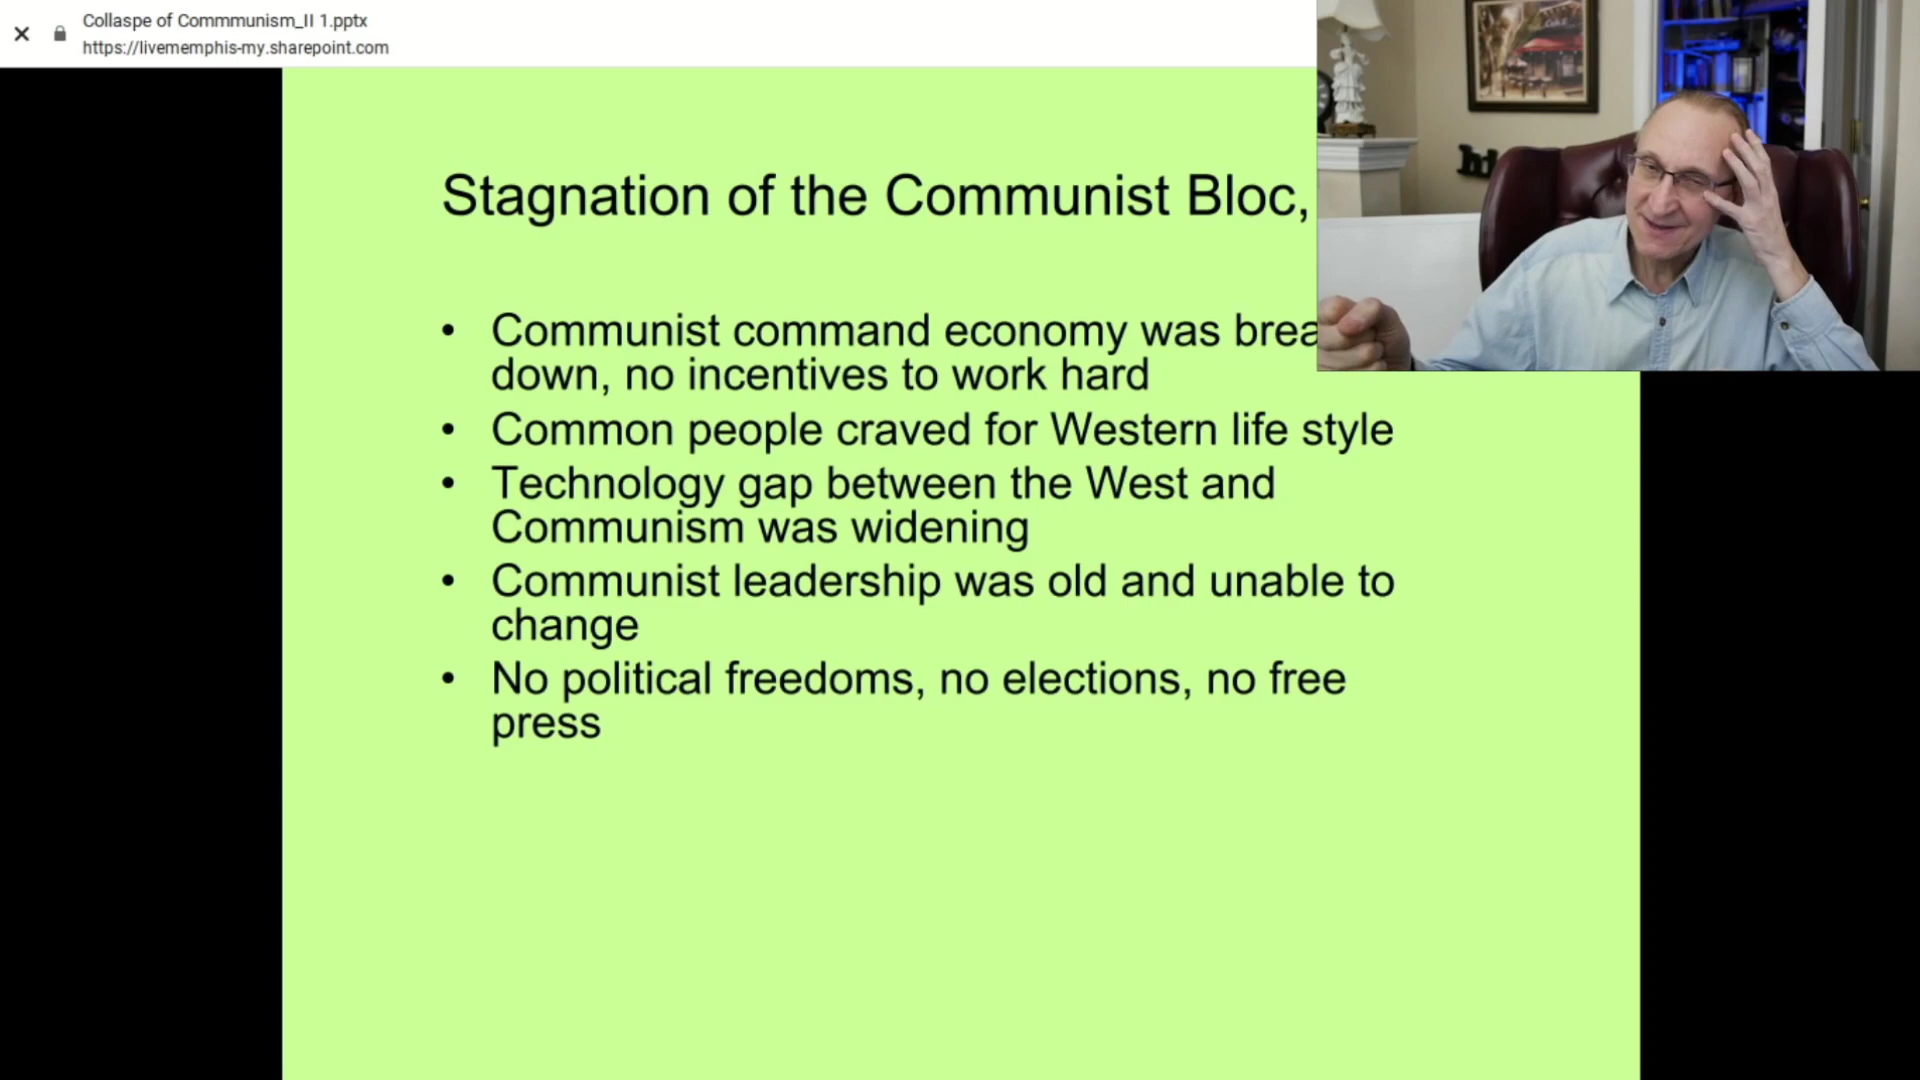 Collaspe of Commmunism_II 1.pptx
https://livememphis-my.sharepoint.com
Stagnation of the Communist Bloc,
• Communist command economy was brea
down, no incentives to work hard
• Common people craved for Western life style
• Technology gap between the West and
Communism was widening
• Communist leadership was old and unable to
change
• No political freedoms, no elections, no free
press